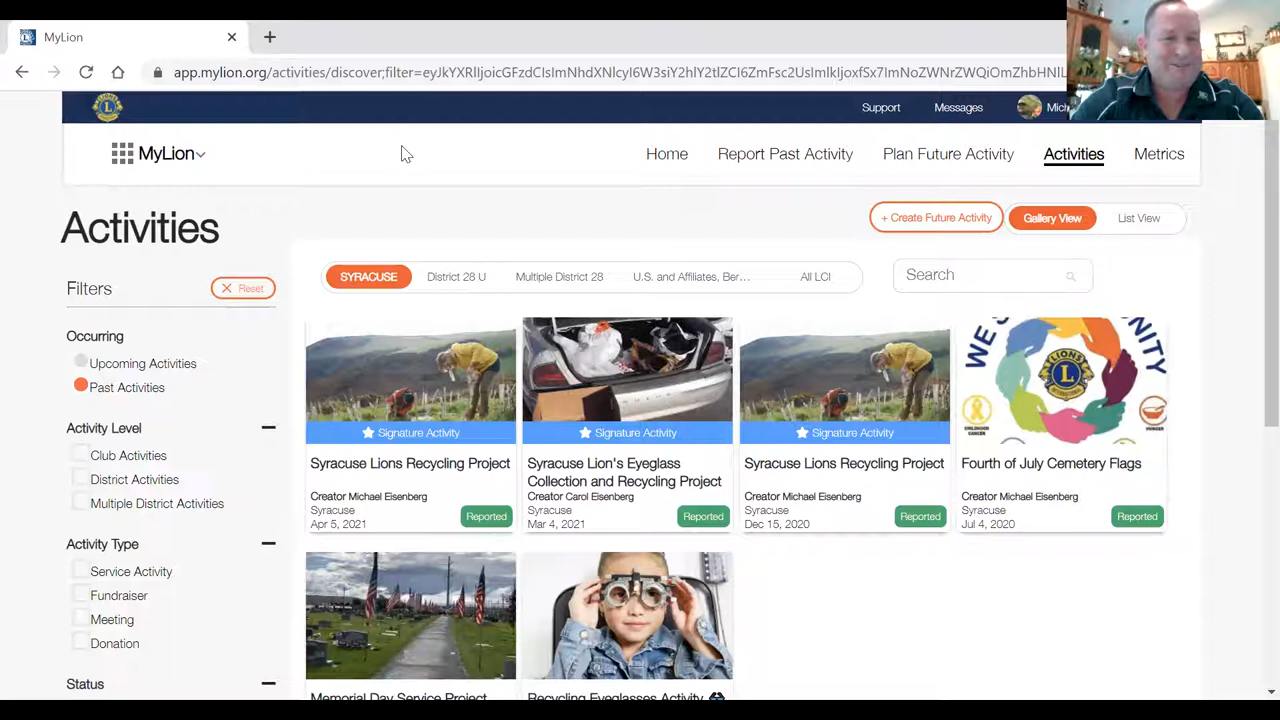 MyLion
app.mylion.org/activities/discover;filter=
Support
Messages
MyLion
Home
Report Past Activity
Plan Future Activity
Activities
Metrics
Activities
+ Create Future Activity
Gallery View
List View
Filters
Reset
SYRACUSE
District 28 U
Multiple District 28
U.S. and Affiliates, Ber...
All LCI
Search
Occurring
Upcoming Activities
Past Activities
Activity Level
Club Activities
District Activities
Multiple District Activities
Activity Type
Service Activity
Fundraiser
Meeting
Donation
Status
Signature Activity
Syracuse Lions Recycling Project
Creator Michael Eisenberg
Syracuse
Apr 5, 2021
Reported
Signature Activity
Syracuse Lion's Eyeglass
Collection and Recycling Project
Creator Carol Eisenberg
Syracuse
Mar 4, 2021
Reported
Signature Activity
Syracuse Lions Recycling Project
Creator Michael Eisenberg
Syracuse
Dec 15, 2020
Reported
LIONS
L
CHILDHOOD
CANCER
HUNGER
Fourth of July Cemetery Flags
Creator Michael Eisenberg
Syracuse
Jul 4, 2020
Reported
Memorial Day Service Project
Recycling Eyeglasses Activity